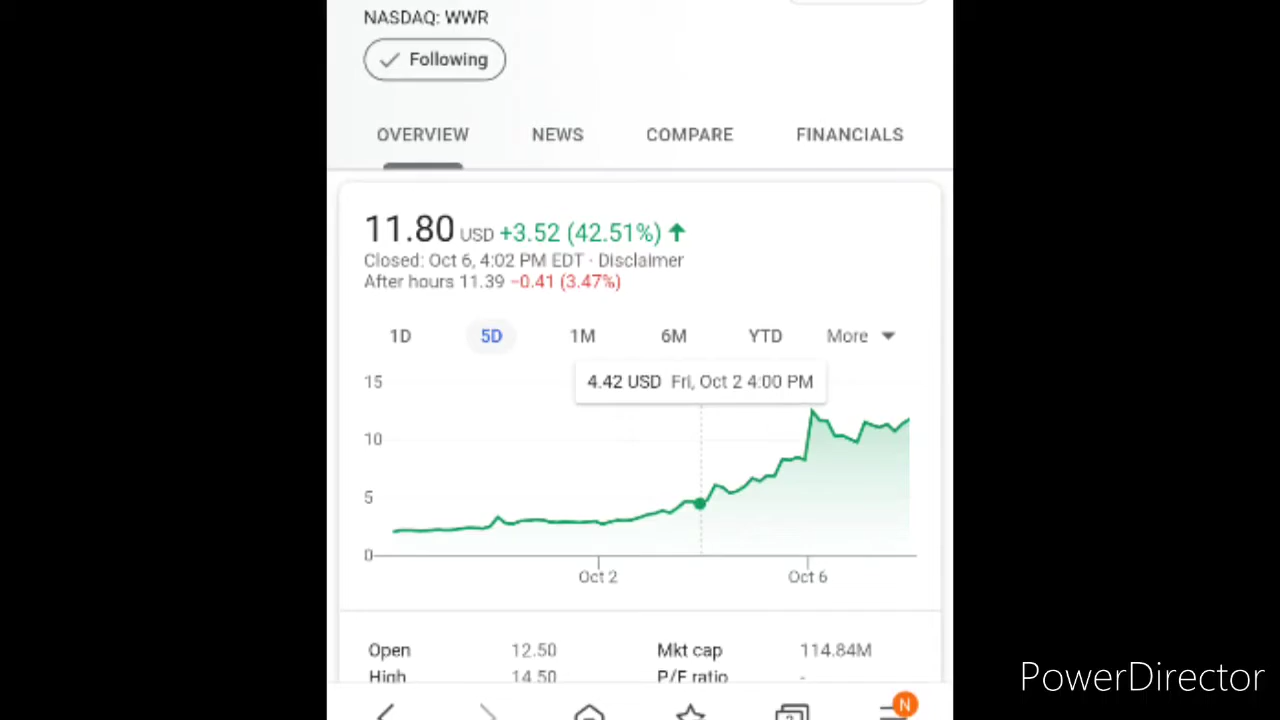 NASDAQ: WWR
Following
OVERVIEW NEWS COMPARE FINANCIALS
11.80 USD +3.52 (42.51%) ↑
Closed: Oct 6, 4:02 PM EDT · Disclaimer
After hours 11.39 −0.41 (3.47%)
1D 5D 1M 6M YTD More
4.42 USD Fri, Oct 2 4:00 PM
15
10
5
0
Oct 2 Oct 6
Open 12.50 Mkt cap 114.84M
High 14.50 P/E ratio -
N
PowerDirector